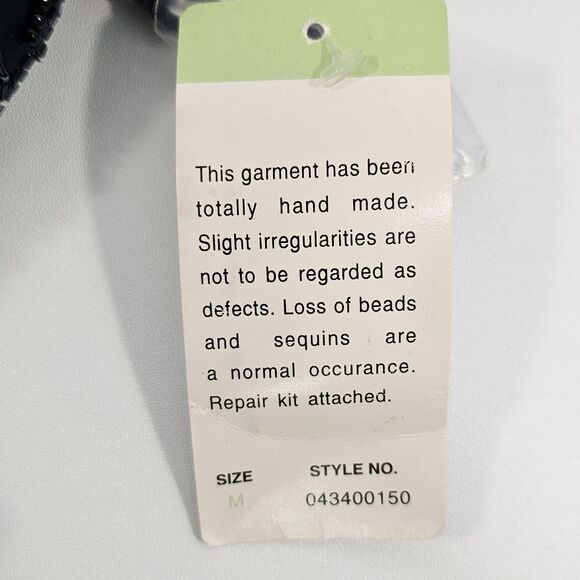 This garment has been
totally hand made.
Slight irregularities are
not to be regarded as
defects. Loss of beads
and sequins are
a normal occurance.
Repair kit attached.
SIZE STYLE NO.
M 043400150